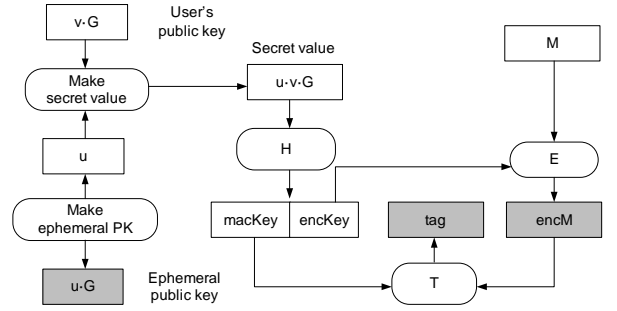 v·G
User's
public key
Make
secret value
Secret value
u·v·G
M
u
H
E
Make
ephemeral PK
macKey
encKey
tag
encM
u·G
Ephemeral
public key
T